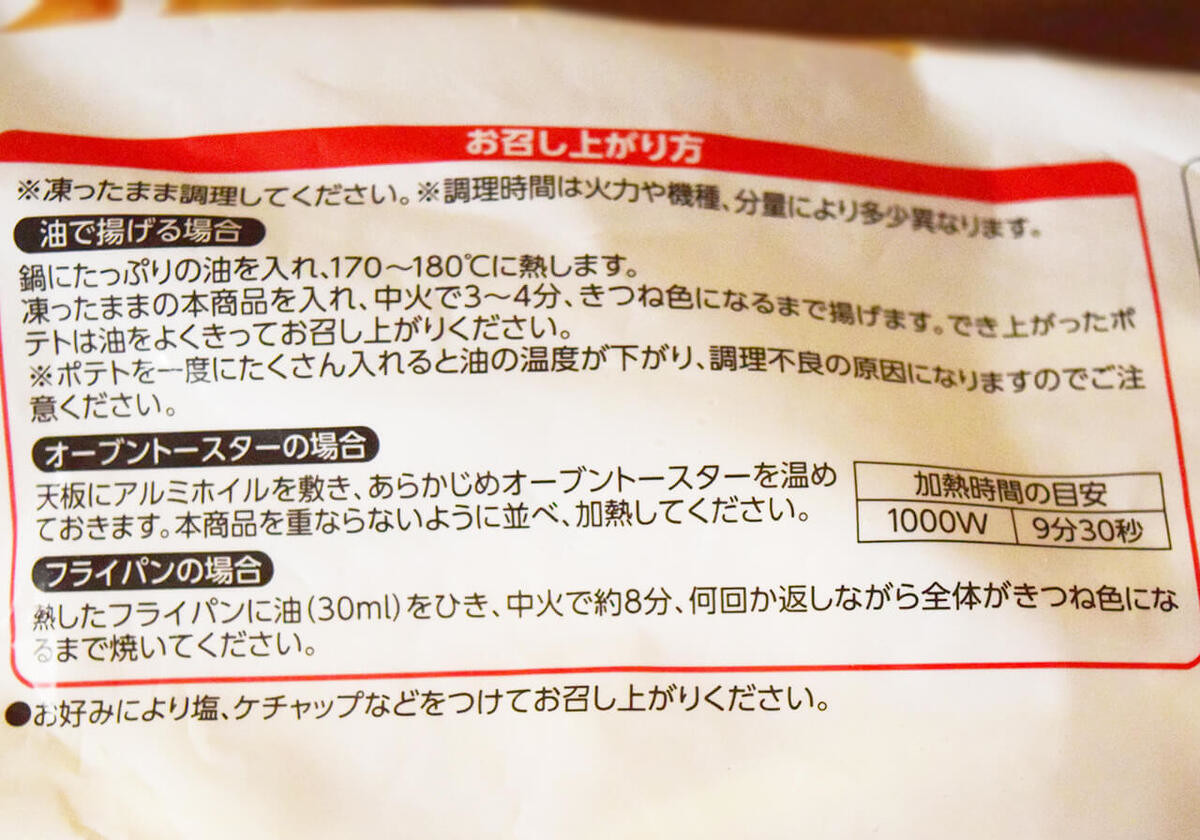 お召し上がり方
※凍ったまま調理してください。※調理時間は火力や機種、分量により多少異なります。
油で揚げる場合
鍋にたっぷりの油を入れ、170～180℃に熱します。
凍ったままの本商品を入れ、中火で3～4分、きつね色になるまで揚げます。でき上がったポ
テトは油をよくきってお召し上がりください。
※ポテトを一度にたくさん入れると油の温度が下がり、調理不良の原因になりますのでご注
意ください。
オーブントースターの場合
天板にアルミホイルを敷き、あらかじめオーブントースターを温め
ておきます。本商品を重ならないように並べ、加熱してください。
加熱時間の目安
1000W 9分30秒
フライパンの場合
熱したフライパンに油(30ml)をひき、中火で約8分、何回か返しながら全体がきつね色にな
るまで焼いてください。
●お好みにより塩、ケチャップなどをつけてお召し上がりください。